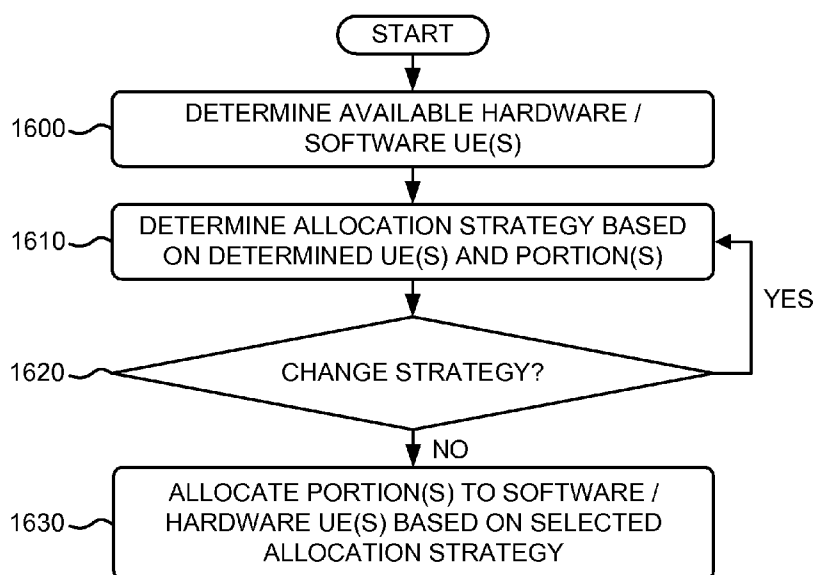 START
1600
DETERMINE AVAILABLE HARDWARE /
SOFTWARE UE(S)
1610
DETERMINE ALLOCATION STRATEGY BASED
ON DETERMINED UE(S) AND PORTION(S)
YES
1620
CHANGE STRATEGY?
NO
1630
ALLOCATE PORTION(S) TO SOFTWARE /
HARDWARE UE(S) BASED ON SELECTED
ALLOCATION STRATEGY